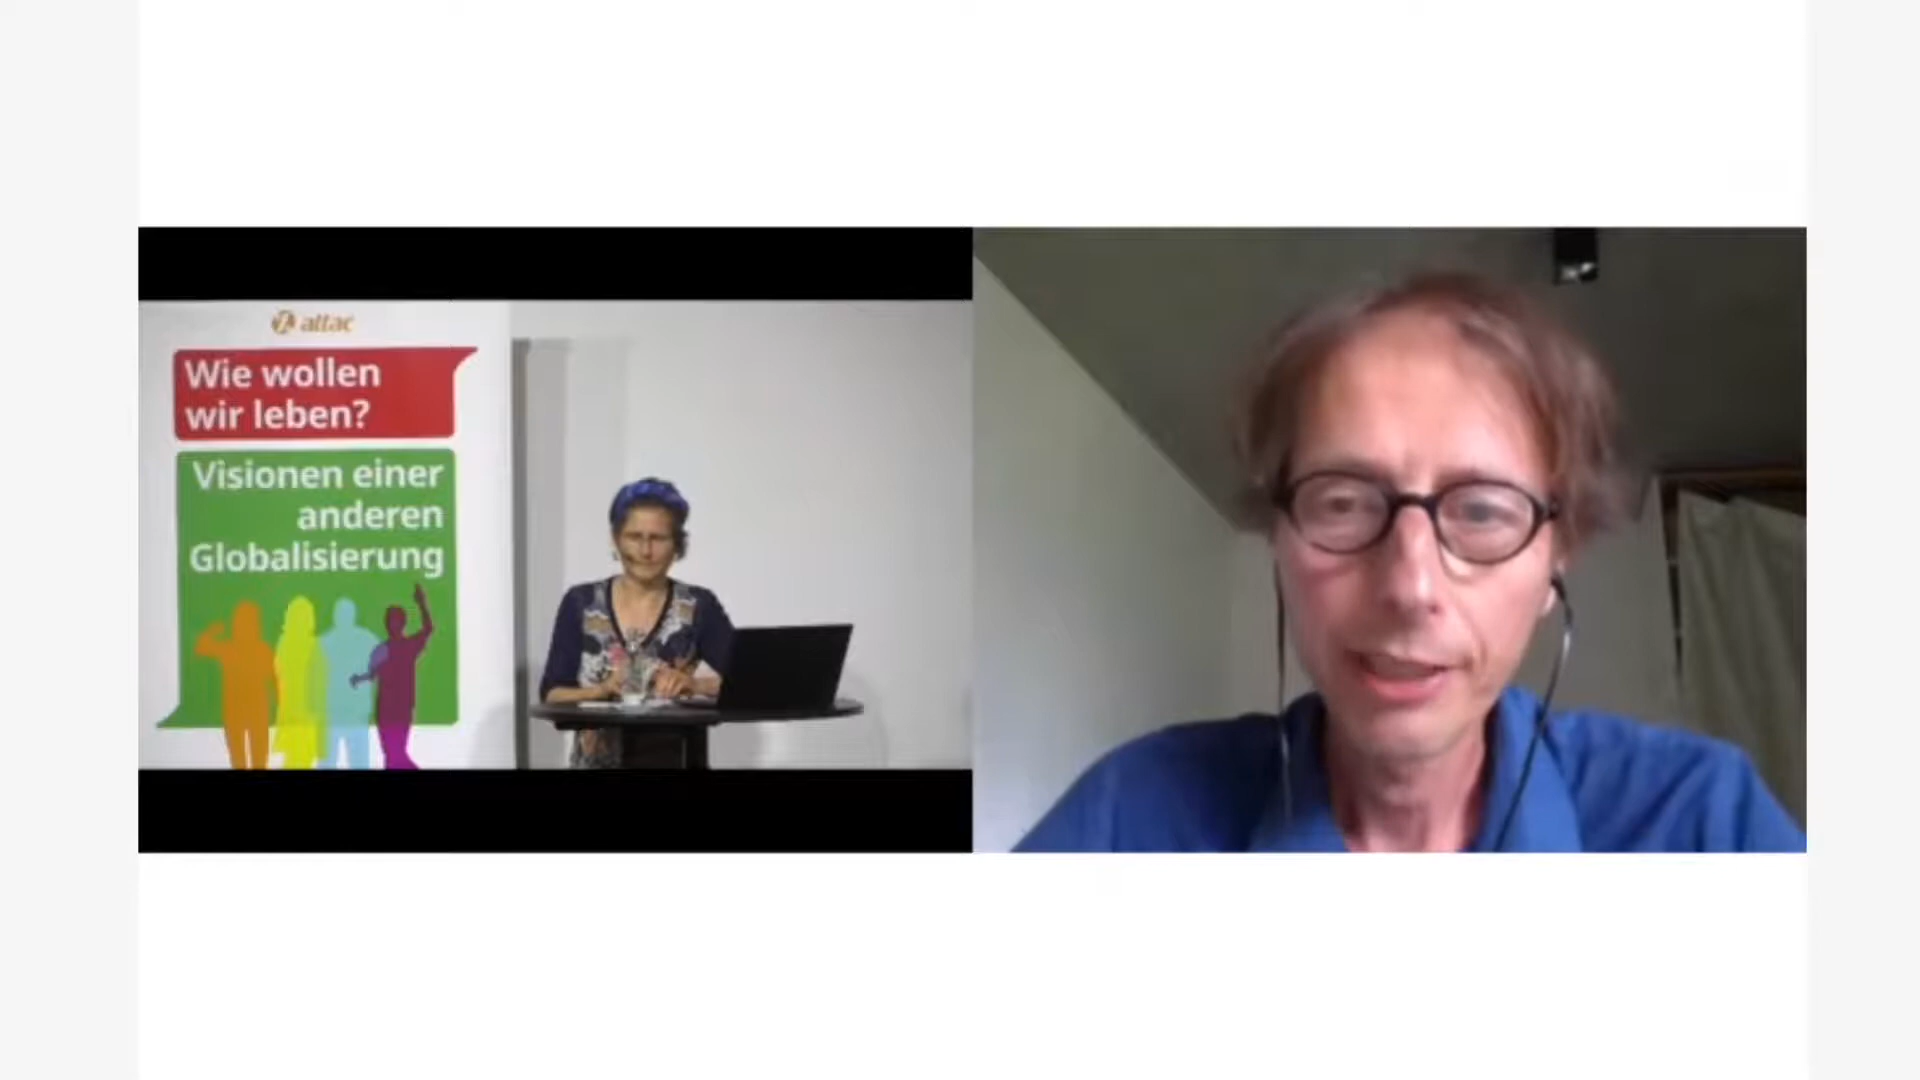 attac
Wie wollen
wir leben?
Visionen einer
anderen
Globalisierung